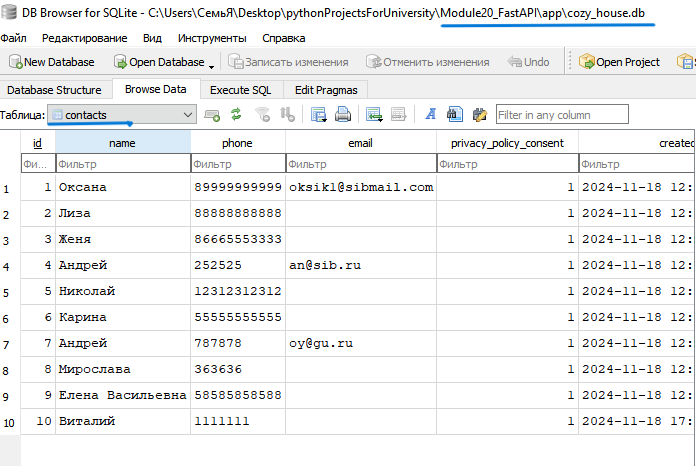 DB Browser for SQLite - C:\Users\СемьЯ\Desktop\pythonProjectsForUniversity\Module20_FastAPI\app\cozy_house.db
Файл Редактирование Вид Инструменты Справка
New Database Open Database Записать изменения Отменить изменения Undo Open Project
Database Structure Browse Data Execute SQL Edit Pragmas
Таблица: contacts Filter in any column
id name phone email privacy_policy_consent created
Фи... Фильтр Фильтр Фильтр Фильтр Фильтр
1 1 Оксана 89999999999 oksik1@sibmail.com 1 2024-11-18 12:
2 2 Лиза 88888888888 1 2024-11-18 12:
3 3 Женя 86665553333 1 2024-11-18 12:
4 4 Андрей 252525 an@sib.ru 1 2024-11-18 12:
5 5 Николай 12312312312 1 2024-11-18 12:
6 6 Карина 55555555555 1 2024-11-18 12:
7 7 Андрей 787878 oy@gu.ru 1 2024-11-18 12:
8 8 Мирослава 363636 1 2024-11-18 12:
9 9 Елена Васильевна 58585858588 1 2024-11-18 12:
10 10 Виталий 1111111 1 2024-11-18 17: